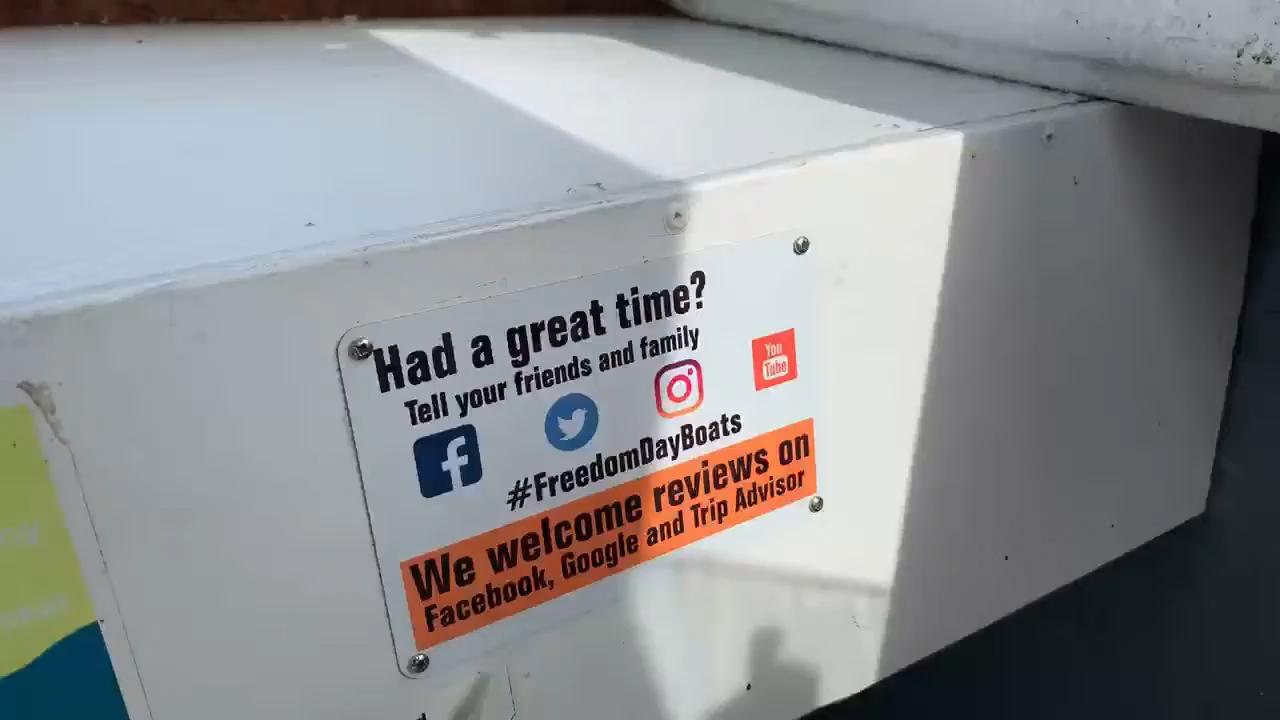 Had a great time?
Tell your friends and family
You
Tube
#FreedomDayBoats
We welcome reviews on
Facebook, Google and Trip Advisor